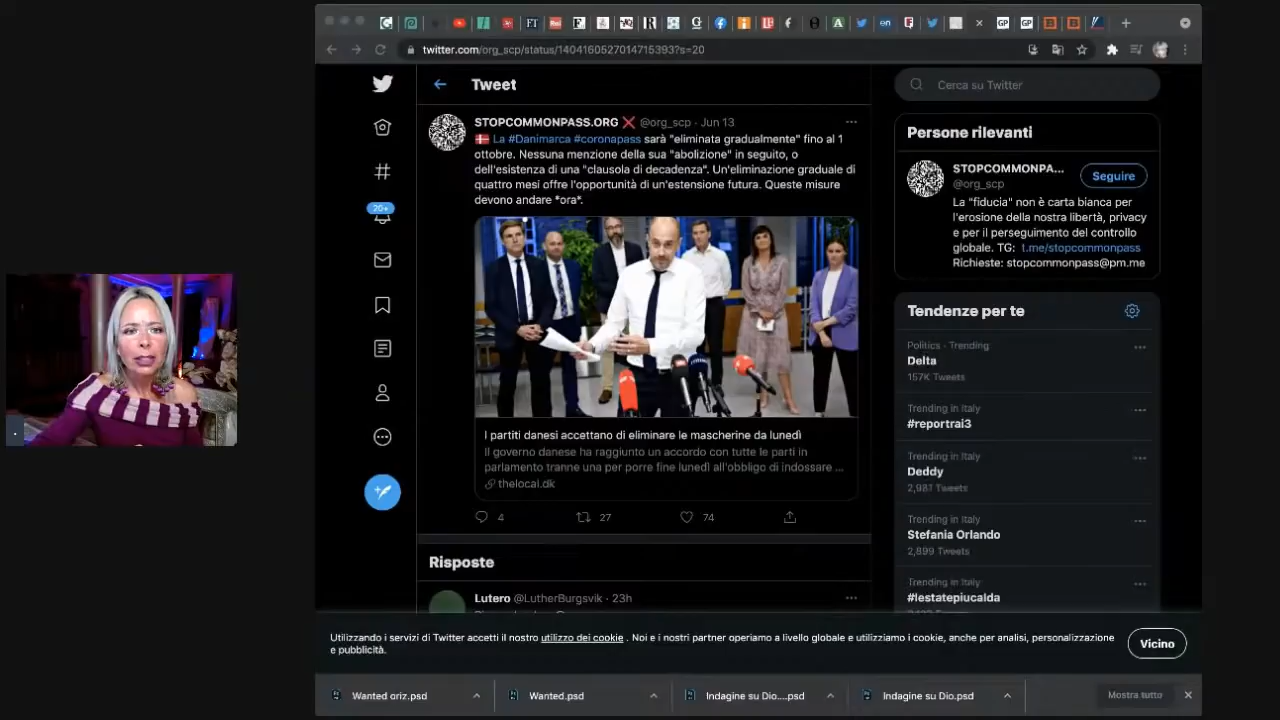 twitter.com/org_scp/status/1404160527014715393?s=20
Tweet
STOPCOMMONPASS.ORG ❌ @org_scp · Jun 13
🇩🇰 La #Danimarca #coronapass sarà "eliminata gradualmente" fino al 1
ottobre. Nessuna menzione della sua "abolizione" in seguito, o
dell'esistenza di una "clausola di decadenza". Un'eliminazione graduale di
quattro mesi offre l'opportunità di un'estensione futura. Queste misure
devono andare *ora*.
I partiti danesi accettano di eliminare le mascherine da lunedì
Il governo danese ha raggiunto un accordo con tutte le parti in
parlamento tranne una per porre fine lunedì all'obbligo di indossare ...
thelocal.dk
4
27
74
Risposte
Lutero @LutherBurgsvik · 23h
20+
Cerca su Twitter
Persone rilevanti
STOPCOMMONPA...
@org_scp
Seguire
La "fiducia" non è carta bianca per
l'erosione della nostra libertà, privacy
e per il perseguimento del controllo
globale. TG: t.me/stopcommonpass
Richieste: stopcommonpass@pm.me
Tendenze per te
Politics · Trending
Delta
157K Tweets
Trending in Italy
#reportrai3
Trending in Italy
Deddy
2,981 Tweets
Trending in Italy
Stefania Orlando
2,899 Tweets
Trending in Italy
#lestatepiucalda
Utilizzando i servizi di Twitter accetti il nostro utilizzo dei cookie . Noi e i nostri partner operiamo a livello globale e utilizziamo i cookie, anche per analisi, personalizzazione
e pubblicità.
Vicino
Wanted oriz.psd
Wanted.psd
Indagine su Dio....psd
Indagine su Dio.psd
Mostra tutto